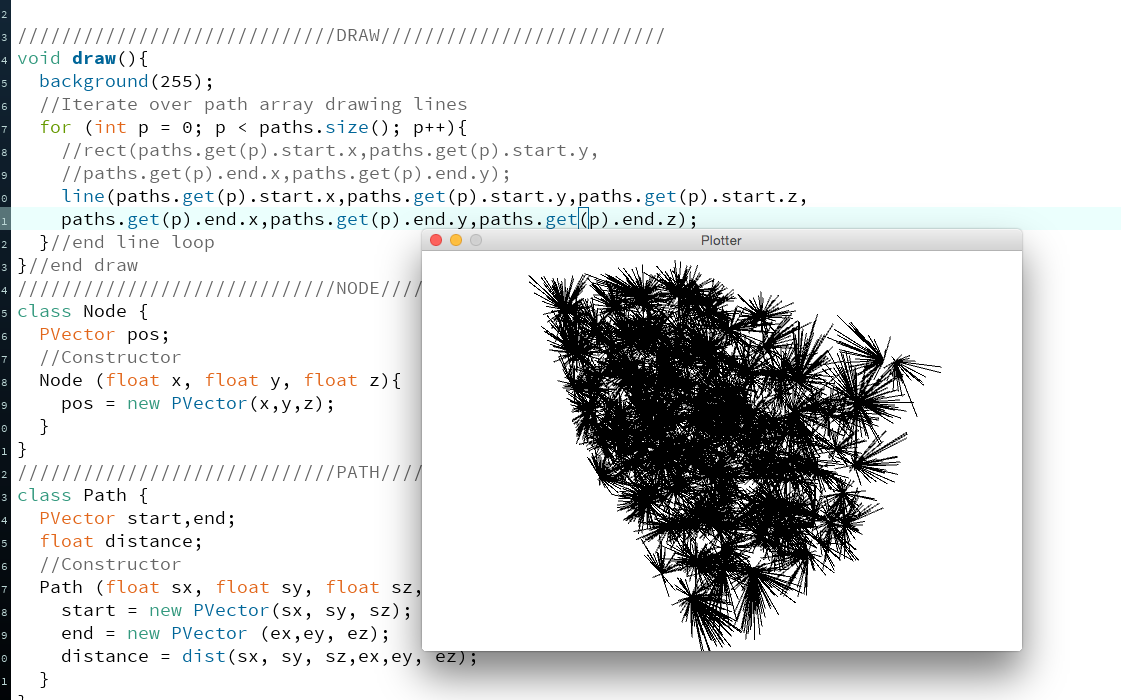 2
3 /////////////////////////////DRAW//////////////////////////
4 void draw(){
5 background(255);
6 //Iterate over path array drawing lines
7 for (int p = 0; p < paths.size(); p++){
8 //rect(paths.get(p).start.x,paths.get(p).start.y,
9 //paths.get(p).end.x,paths.get(p).end.y);
0 line(paths.get(p).start.x,paths.get(p).start.y,paths.get(p).start.z,
1 paths.get(p).end.x,paths.get(p).end.y,paths.get(p).end.z);
2 }//end line loop
Plotter
3 }//end draw
4 /////////////////////////////NODE////
5 class Node {
6 PVector pos;
7 //Constructor
8 Node (float x, float y, float z){
9 pos = new PVector(x,y,z);
0 }
1 }
2 /////////////////////////////PATH////
3 class Path {
4 PVector start,end;
5 float distance;
6 //Constructor
7 Path (float sx, float sy, float sz,
8 start = new PVector(sx, sy, sz);
9 end = new PVector (ex,ey, ez);
0 distance = dist(sx, sy, sz,ex,ey, ez);
1 }